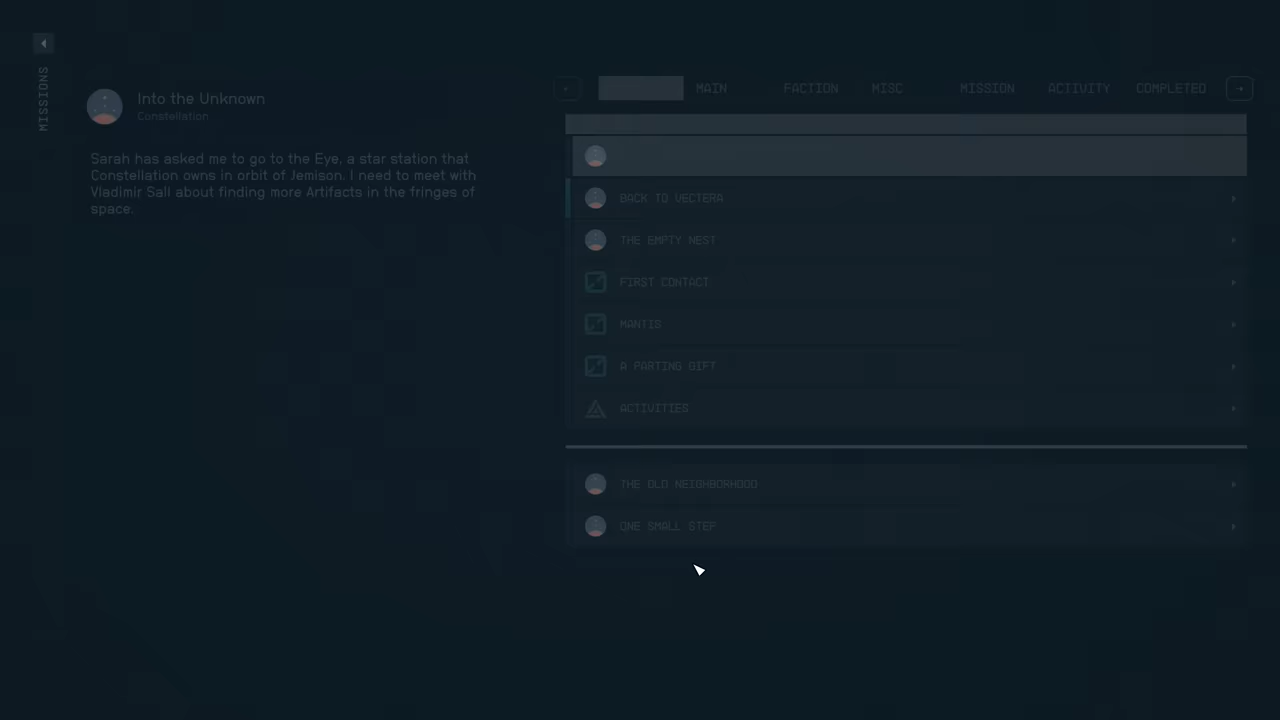 MISSIONS
Into the Unknown
Constellation
Sarah has asked me to go to the Eye, a star station that
Constellation owns in orbit of Jemison. I need to meet with
Vladimir Sall about finding more Artifacts in the fringes of
space.
MAIN FACTION MISC MISSION ACTIVITY COMPLETED
BACK TO VECTERA
THE EMPTY NEST
FIRST CONTACT
MANTIS
A PARTING GIFT
ACTIVITIES
THE OLD NEIGHBORHOOD
ONE SMALL STEP